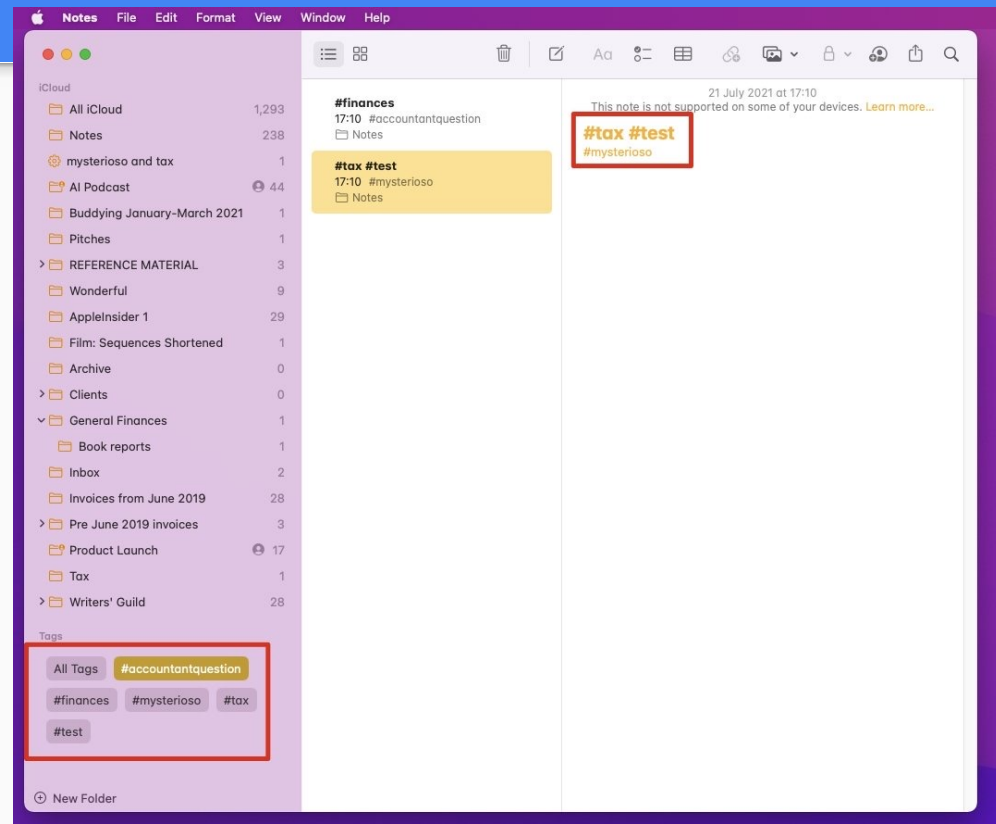 Notes File Edit Format View Window Help
iCloud
All iCloud 1,293
Notes 238
mysterioso and tax 1
AI Podcast 44
Buddying January-March 2021 1
Pitches 1
REFERENCE MATERIAL 3
Wonderful 9
AppleInsider 1 29
Film: Sequences Shortened 1
Archive 0
Clients 0
General Finances 1
Book reports 1
Inbox 2
Invoices from June 2019 28
Pre June 2019 invoices 3
Product Launch 17
Tax 1
Writers' Guild 28
Tags
All Tags #accountantquestion
#finances #mysterioso #tax
#test
New Folder
#finances
17:10 #accountantquestion
Notes
#tax #test
17:10 #mysterioso
Notes
Aa
21 July 2021 at 17:10
This note is not supported on some of your devices. Learn more...
#tax #test
#mysterioso